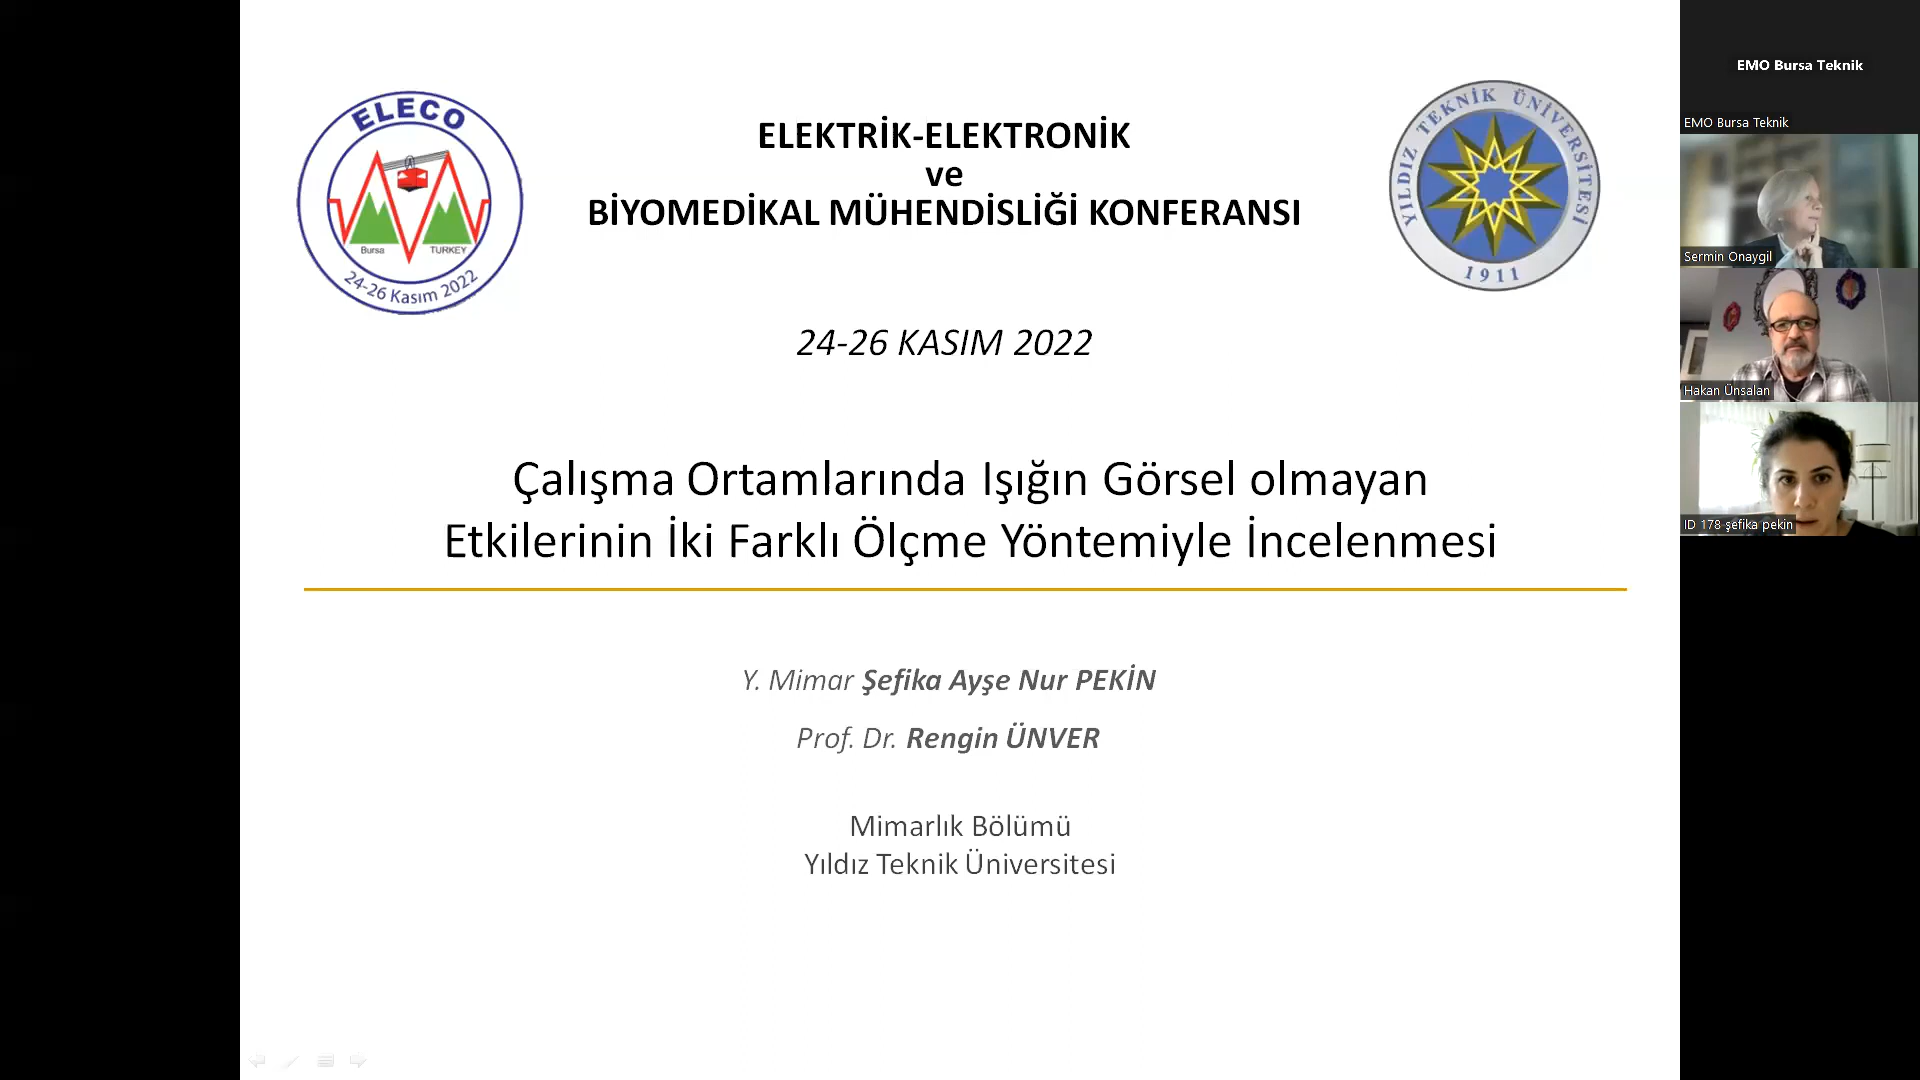 ELECO
Bursa
TURKEY
24-26 Kasım 2022
ELEKTRİK-ELEKTRONİK
ve
BİYOMEDİKAL MÜHENDİSLİĞİ KONFERANSI
YILDIZ TEKNİK ÜNİVERSİTESİ
1911
24-26 KASIM 2022
Çalışma Ortamlarında Işığın Görsel olmayan
Etkilerinin İki Farklı Ölçme Yöntemiyle İncelenmesi
Y. Mimar Şefika Ayşe Nur PEKİN
Prof. Dr. Rengin ÜNVER
Mimarlık Bölümü
Yıldız Teknik Üniversitesi
EMO Bursa Teknik
EMO Bursa Teknik
Sermin Onaygil
Hakan Ünsalan
ID 178 şefika pekin